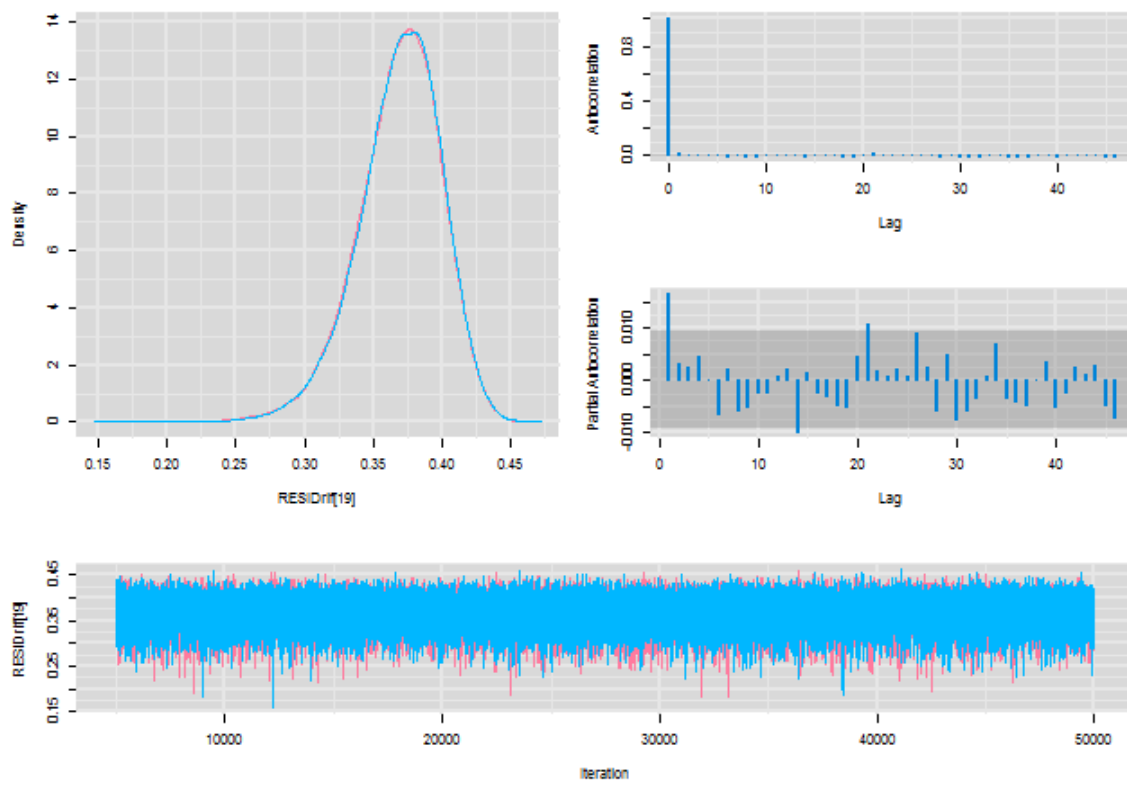 14
12
10
8
6
4
2
0
Density
0.15 0.20 0.25 0.30 0.35 0.40 0.45
RESIDrif[19]
0.8
0.4
0.0
Autocorrelation
0 10 20 30 40
Lag
0.010
0.000
-0.010
Partial Autocorrelation
0 10 20 30 40
Lag
0.45
0.35
0.25
0.15
RESIDrif[19]
10000 20000 30000 40000 50000
Iteration